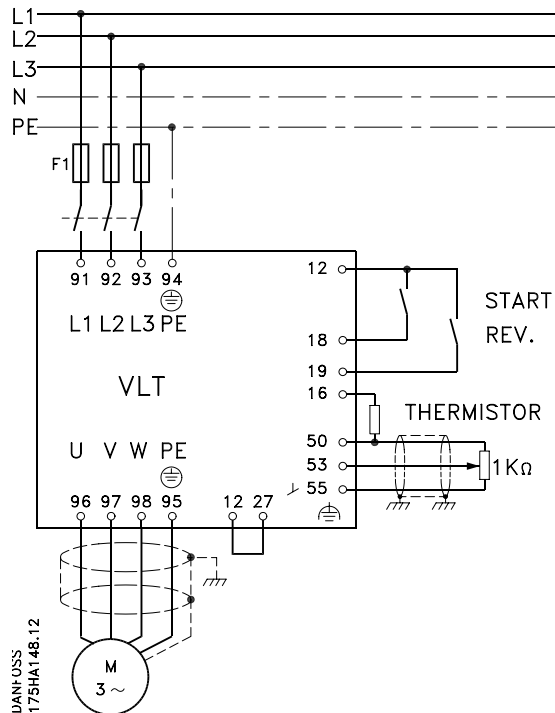 L1
L2
L3
N
PE
F1
91 92 93 94
L1 L2 L3 PE
VLT
U V W PE
96 97 98 95
12 27
12
18
19
16
50
53
55
START
REV.
THERMISTOR
1KΩ
M
3~
DANFOSS
175HA148.12